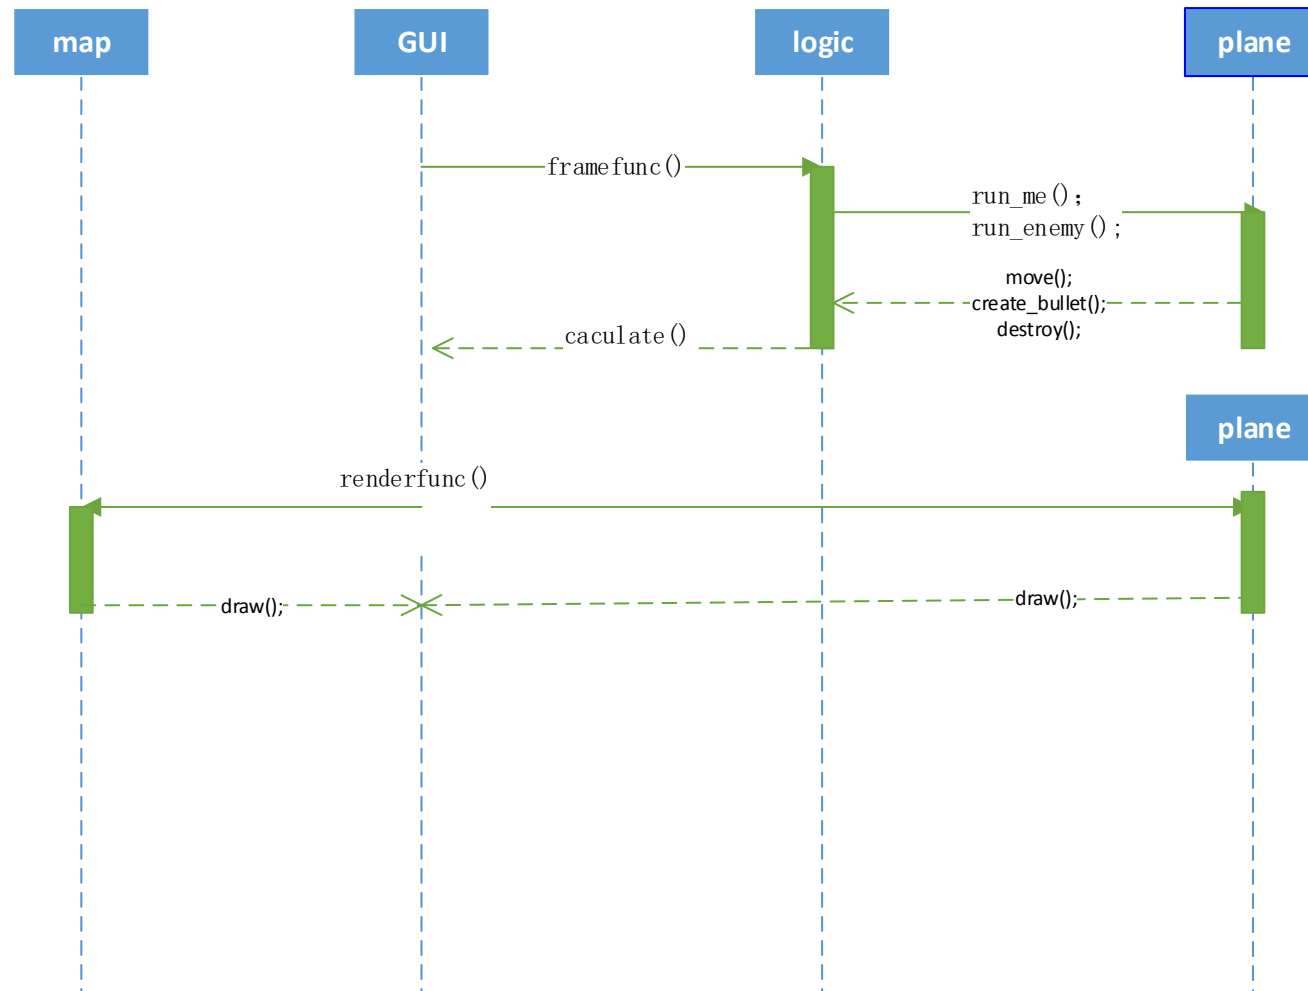 map
GUI
logic
plane
framefunc()
run_me();
run_enemy();
move();
create_bullet();
destroy();
caculate()
plane
renderfunc()
draw();
draw();